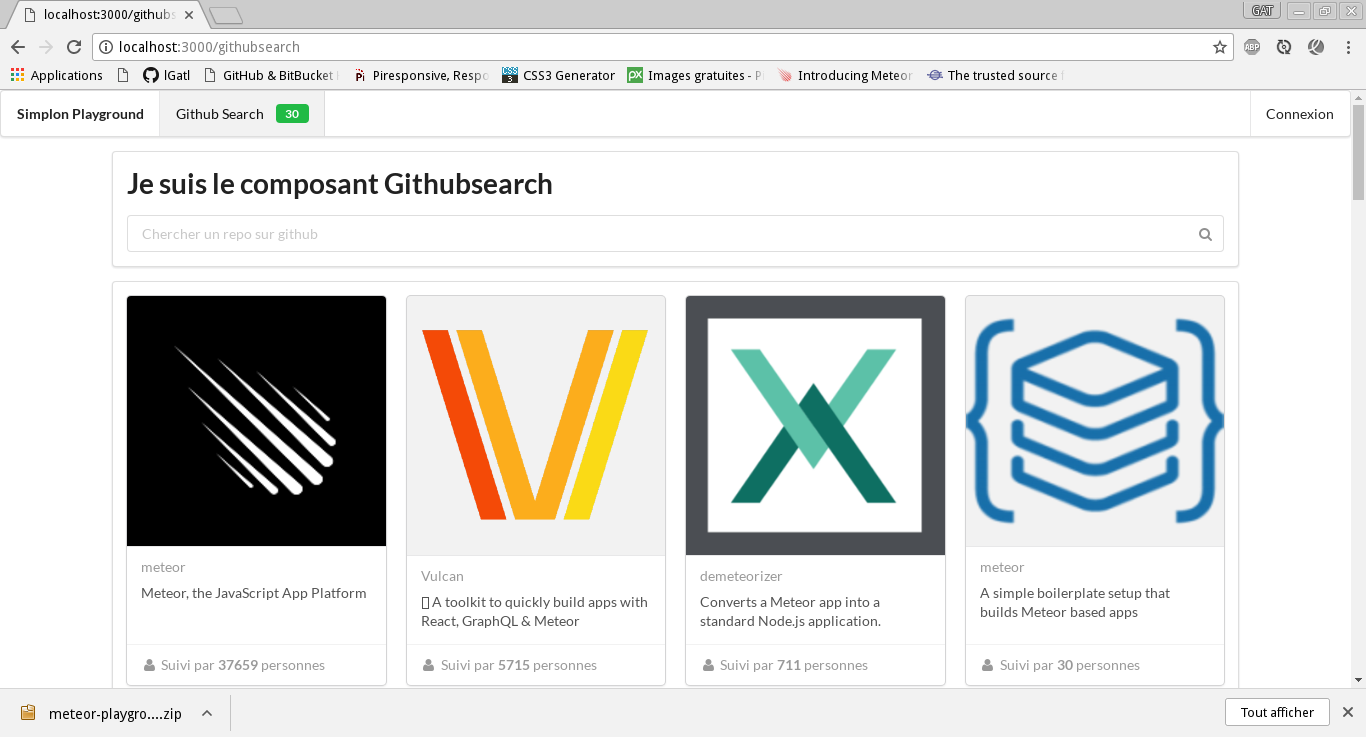 localhost:3000/githubs
GAT
localhost:3000/githubsearch
ABP
Applications
lGatl
GitHub & BitBucket
Piresponsive, Respo
CSS3 Generator
Images gratuites - P
Introducing Meteor
The trusted source
Simplon Playground
Github Search
30
Connexion
Je suis le composant Githubsearch
Chercher un repo sur github
meteor
Meteor, the JavaScript App Platform
Suivi par 37659 personnes
Vulcan
A toolkit to quickly build apps with
React, GraphQL & Meteor
Suivi par 5715 personnes
demeteorizer
Converts a Meteor app into a
standard Node.js application.
Suivi par 711 personnes
meteor
A simple boilerplate setup that
builds Meteor based apps
Suivi par 30 personnes
meteor-playgro....zip
Tout afficher